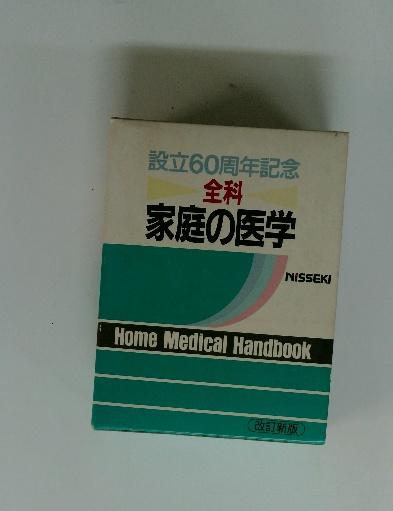 設立60周年記念
全科
家庭の医学
NISSEKI
Home Medical Handbook
改訂新版